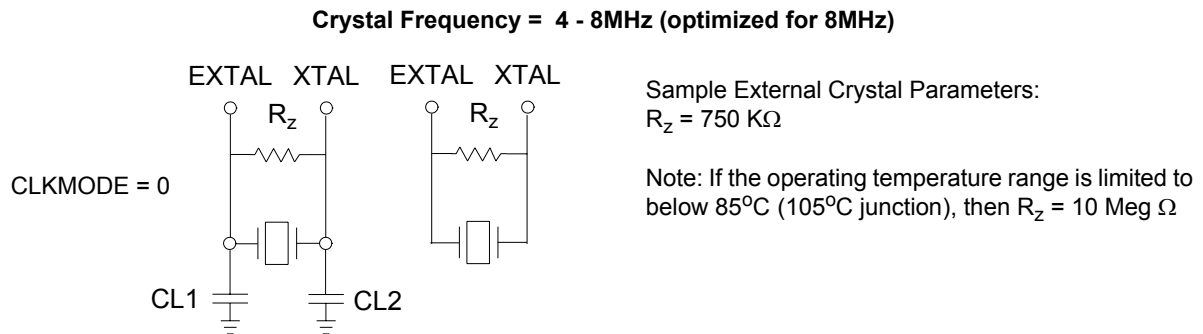 Crystal Frequency = 4 - 8MHz (optimized for 8MHz)
EXTAL XTAL
EXTAL XTAL
Rz
Rz
CLKMODE = 0
CL1
CL2
Sample External Crystal Parameters:
Rz = 750 KΩ
Note: If the operating temperature range is limited to
below 85°C (105°C junction), then Rz = 10 Meg Ω